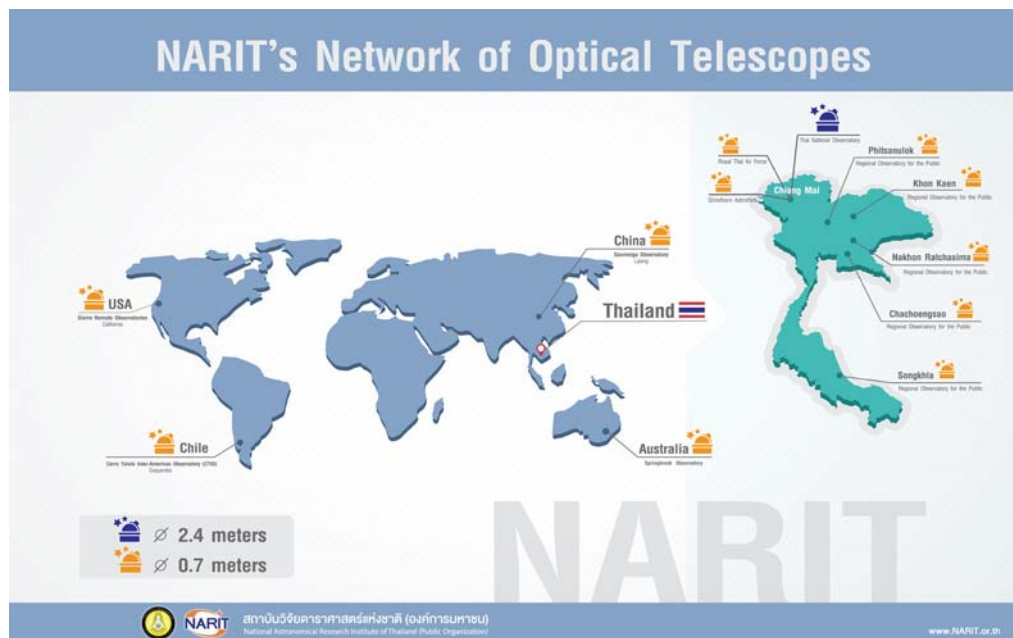 NARIT's Network of Optical Telescopes
Thai National Observatory
Royal Thai Air Force
Phitsanulok
Regional Observatory for the Public
Chiang Mai
Khon Kaen
Regional Observatory for the Public
Nakhon Ratchasima
Regional Observatory for the Public
Chachoengsao
Regional Observatory for the Public
Songkhla
Regional Observatory for the Public
China
Observatory
Lijiang
USA
Sierra Remote Observatories
California
Thailand
Chile
Cerro Tololo Inter-American Observatory (CTIO)
Coquimbo
Australia
Springbrook Observatory
∅ 2.4 meters
∅ 0.7 meters
NARIT
NARIT
สถาบันวิจัยดาราศาสตร์แห่งชาติ (องค์การมหาชน)
National Astronomical Research Institute of Thailand (Public Organization)
www.NARIT.or.th